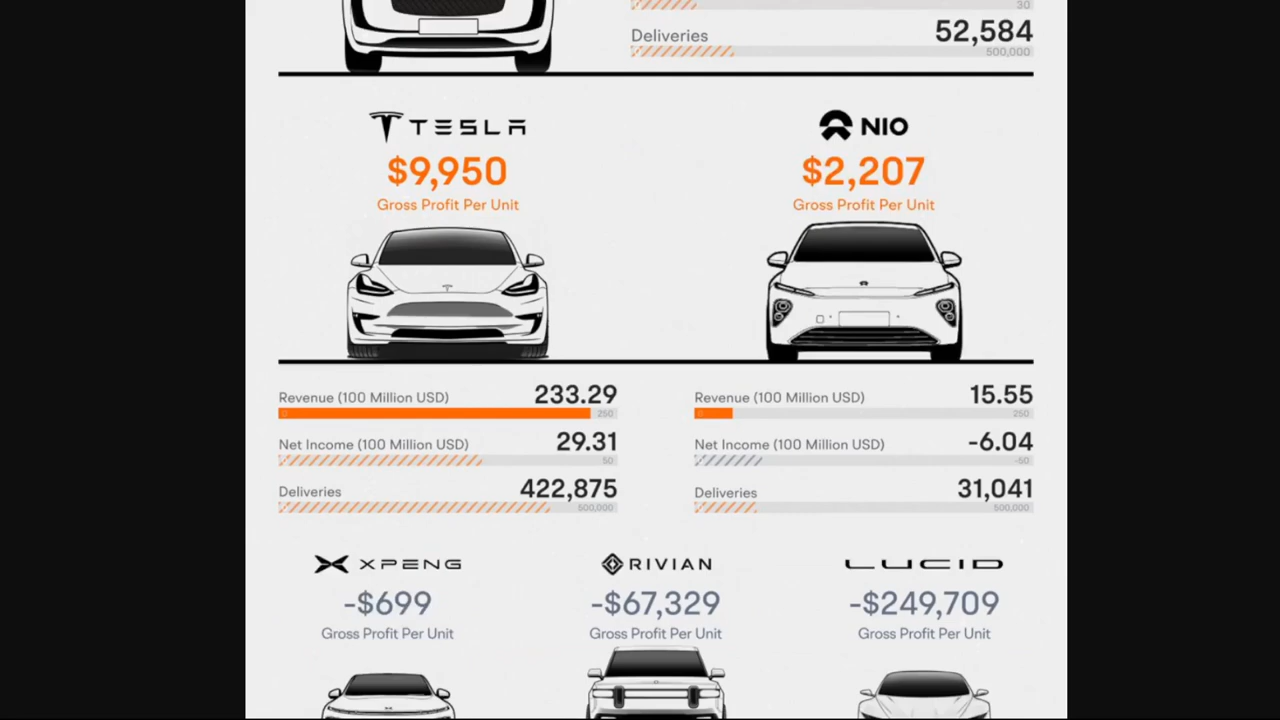 30
Deliveries 52,584
500,000
TESLA
$9,950
Gross Profit Per Unit
NIO
$2,207
Gross Profit Per Unit
Revenue (100 Million USD) 233.29
0 250
Net Income (100 Million USD) 29.31
50
Deliveries 422,875
500,000
Revenue (100 Million USD) 15.55
0 250
Net Income (100 Million USD) -6.04
-50
Deliveries 31,041
500,000
XPENG
-$699
Gross Profit Per Unit
RIVIAN
-$67,329
Gross Profit Per Unit
LUCID
-$249,709
Gross Profit Per Unit